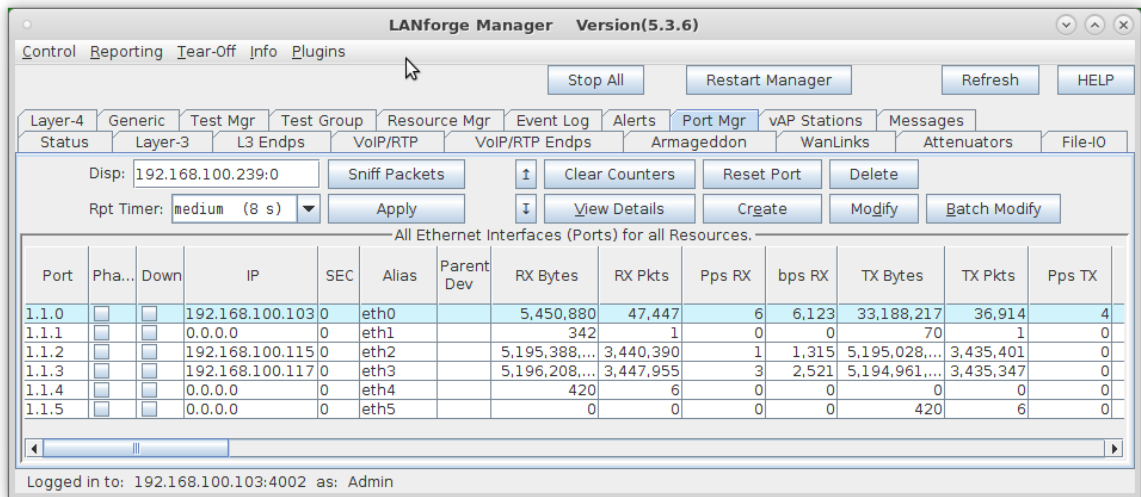 LANforge Manager Version(5.3.6)
Control Reporting Tear-Off Info Plugins
Stop All Restart Manager Refresh HELP
Layer-4 Generic Test Mgr Test Group Resource Mgr Event Log Alerts Port Mgr vAP Stations Messages
Status Layer-3 L3 Endps VoIP/RTP VoIP/RTP Endps Armageddon WanLinks Attenuators File-IO
Disp: 192.168.100.239:0 Sniff Packets ↑ Clear Counters Reset Port Delete
Rpt Timer: medium (8 s) Apply ↓ View Details Create Modify Batch Modify
All Ethernet Interfaces (Ports) for all Resources.
Port Pha... Down IP SEC Alias Parent Dev RX Bytes RX Pkts Pps RX bps RX TX Bytes TX Pkts Pps TX
1.1.0 192.168.100.103 0 eth0 5,450,880 47,447 6 6,123 33,188,217 36,914 4
1.1.1 0.0.0.0 0 eth1 342 1 0 0 70 1 0
1.1.2 192.168.100.115 0 eth2 5,195,388,... 3,440,390 1 1,315 5,195,028,... 3,435,401 0
1.1.3 192.168.100.117 0 eth3 5,196,208,... 3,447,955 3 2,521 5,194,961,... 3,435,347 0
1.1.4 0.0.0.0 0 eth4 420 6 0 0 0 0 0
1.1.5 0.0.0.0 0 eth5 0 0 0 0 420 6 0
Logged in to: 192.168.100.103:4002 as: Admin